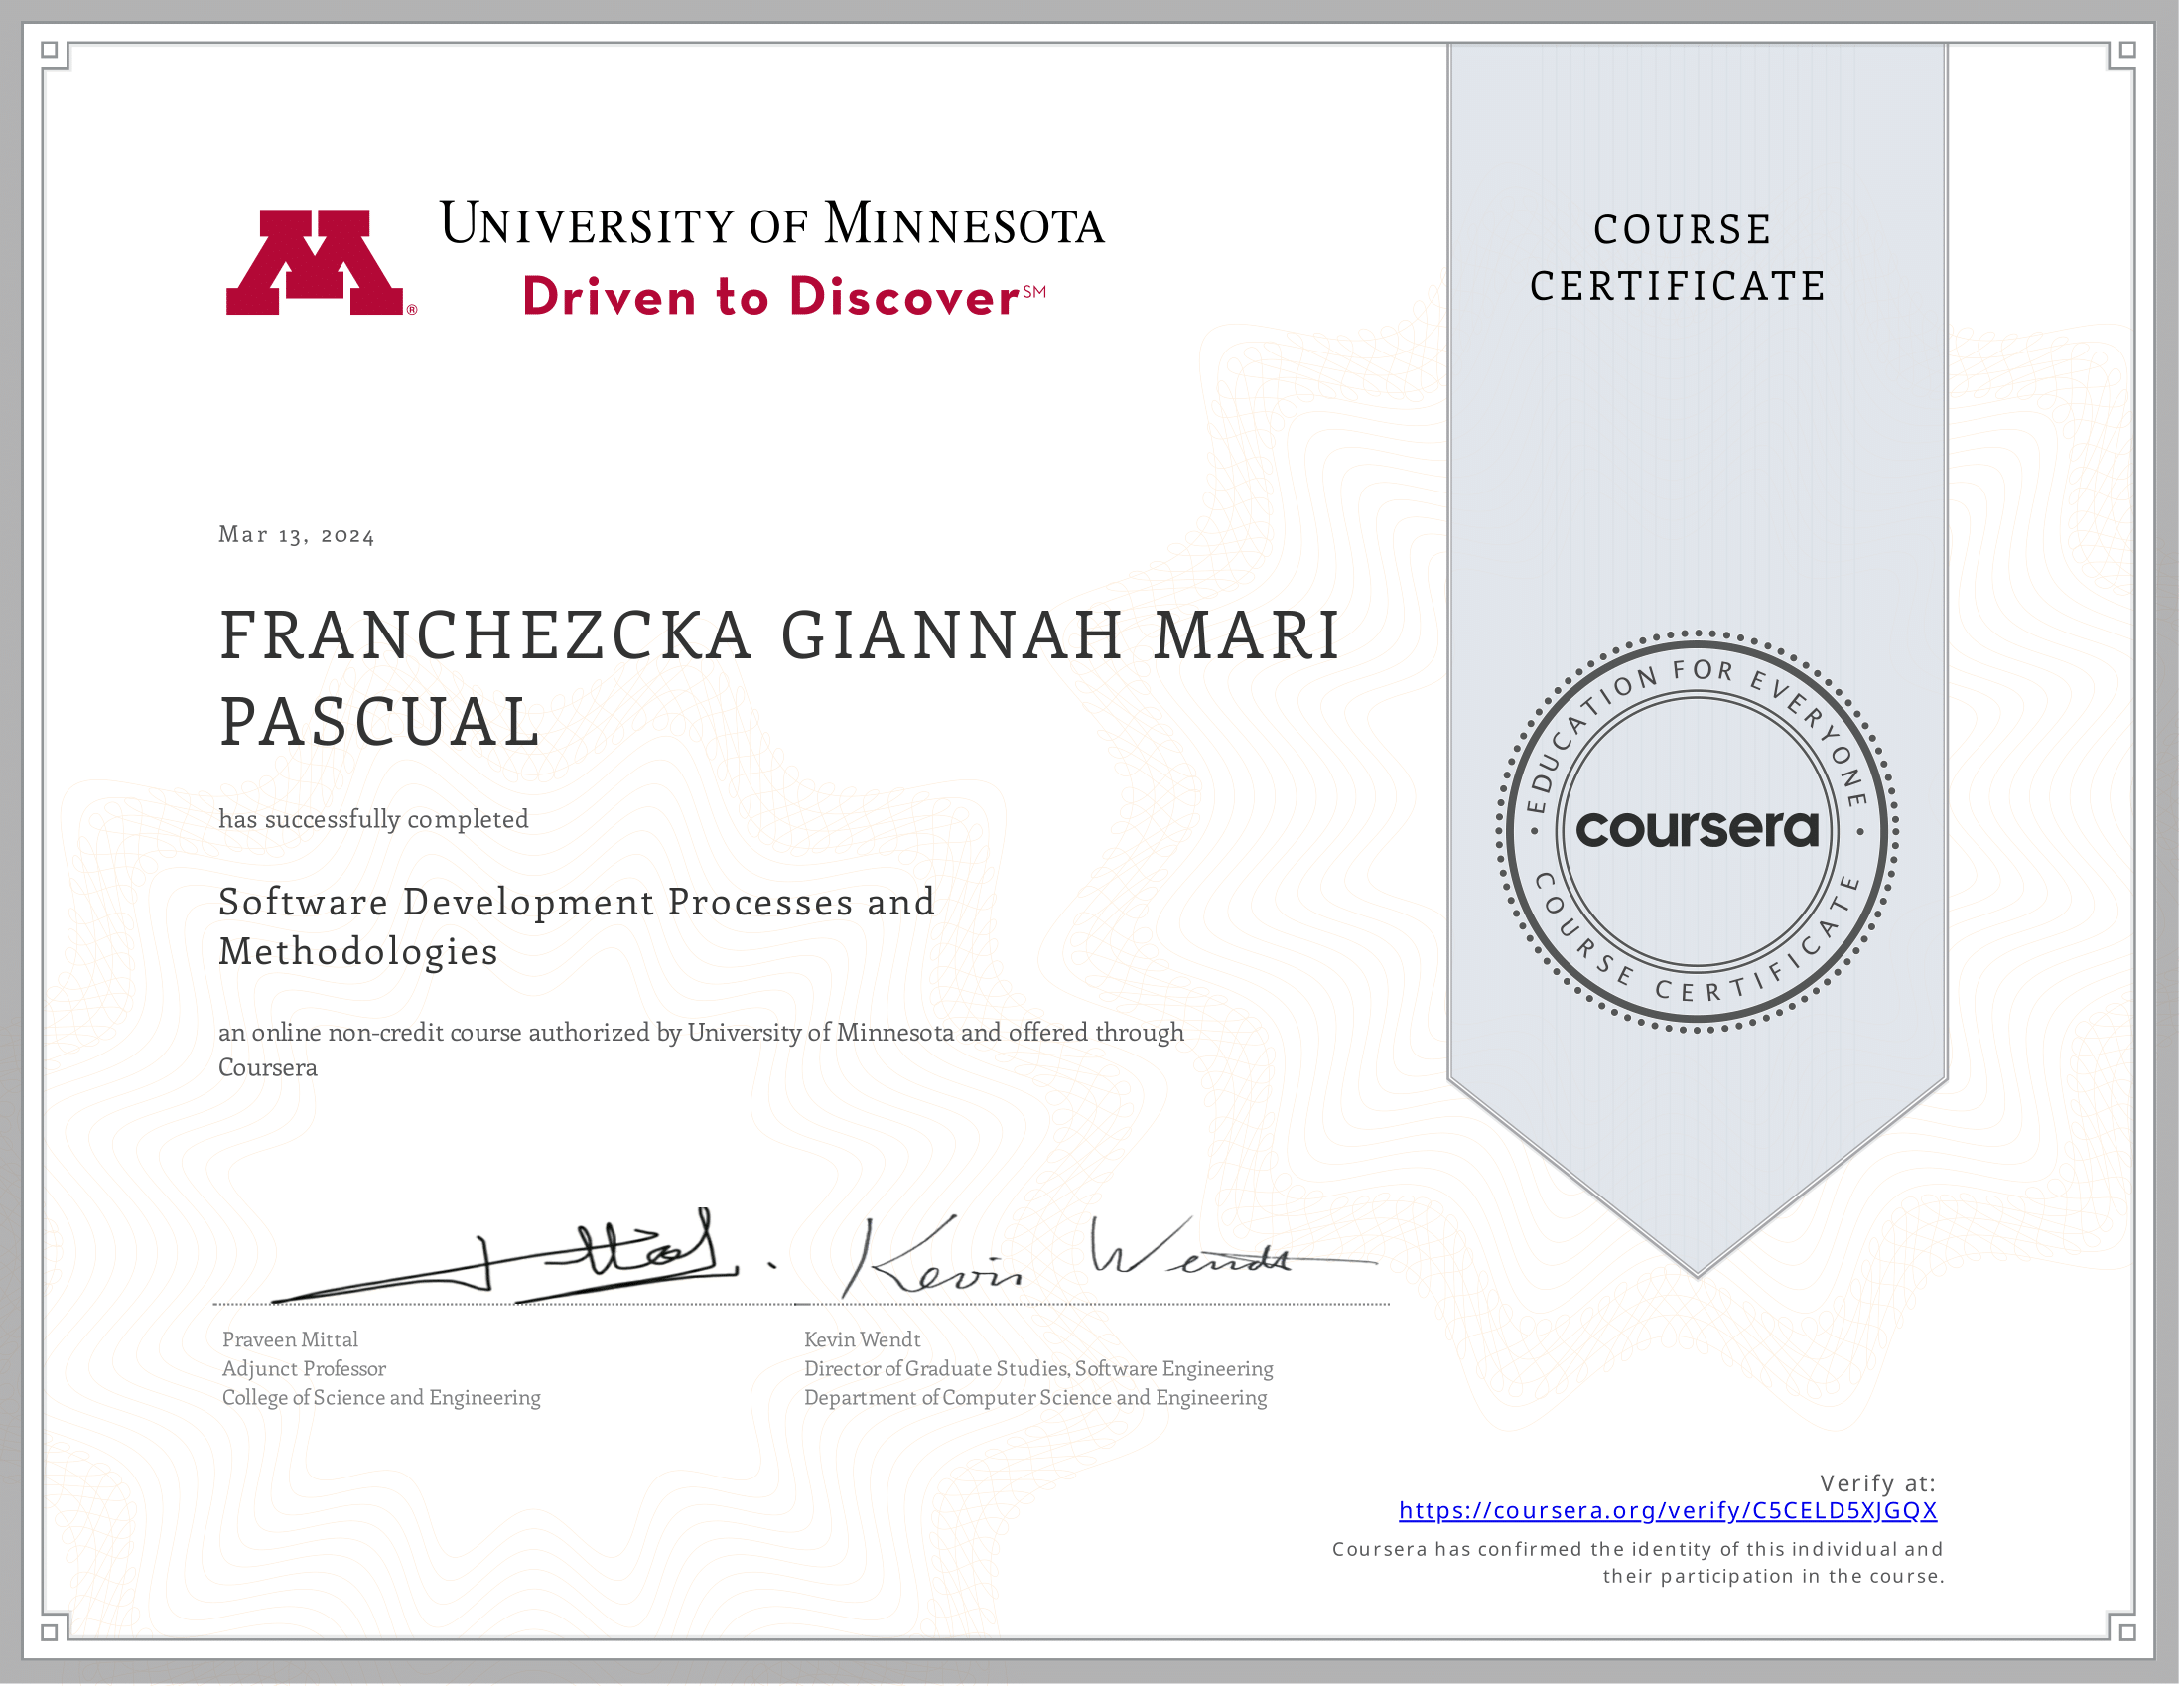 UNIVERSITY OF MINNESOTA
Driven to Discover℠
®
COURSE
CERTIFICATE
Mar 13, 2024
FRANCHEZCKA GIANNAH MARI
PASCUAL
has successfully completed
Software Development Processes and
Methodologies
an online non-credit course authorized by University of Minnesota and offered through
Coursera
EDUCATION FOR EVERYONE
coursera
COURSE CERTIFICATE
Kevin Wendt
Praveen Mittal
Adjunct Professor
College of Science and Engineering
Kevin Wendt
Director of Graduate Studies, Software Engineering
Department of Computer Science and Engineering
Verify at:
https://coursera.org/verify/C5CELD5XJGQX
Coursera has confirmed the identity of this individual and
their participation in the course.